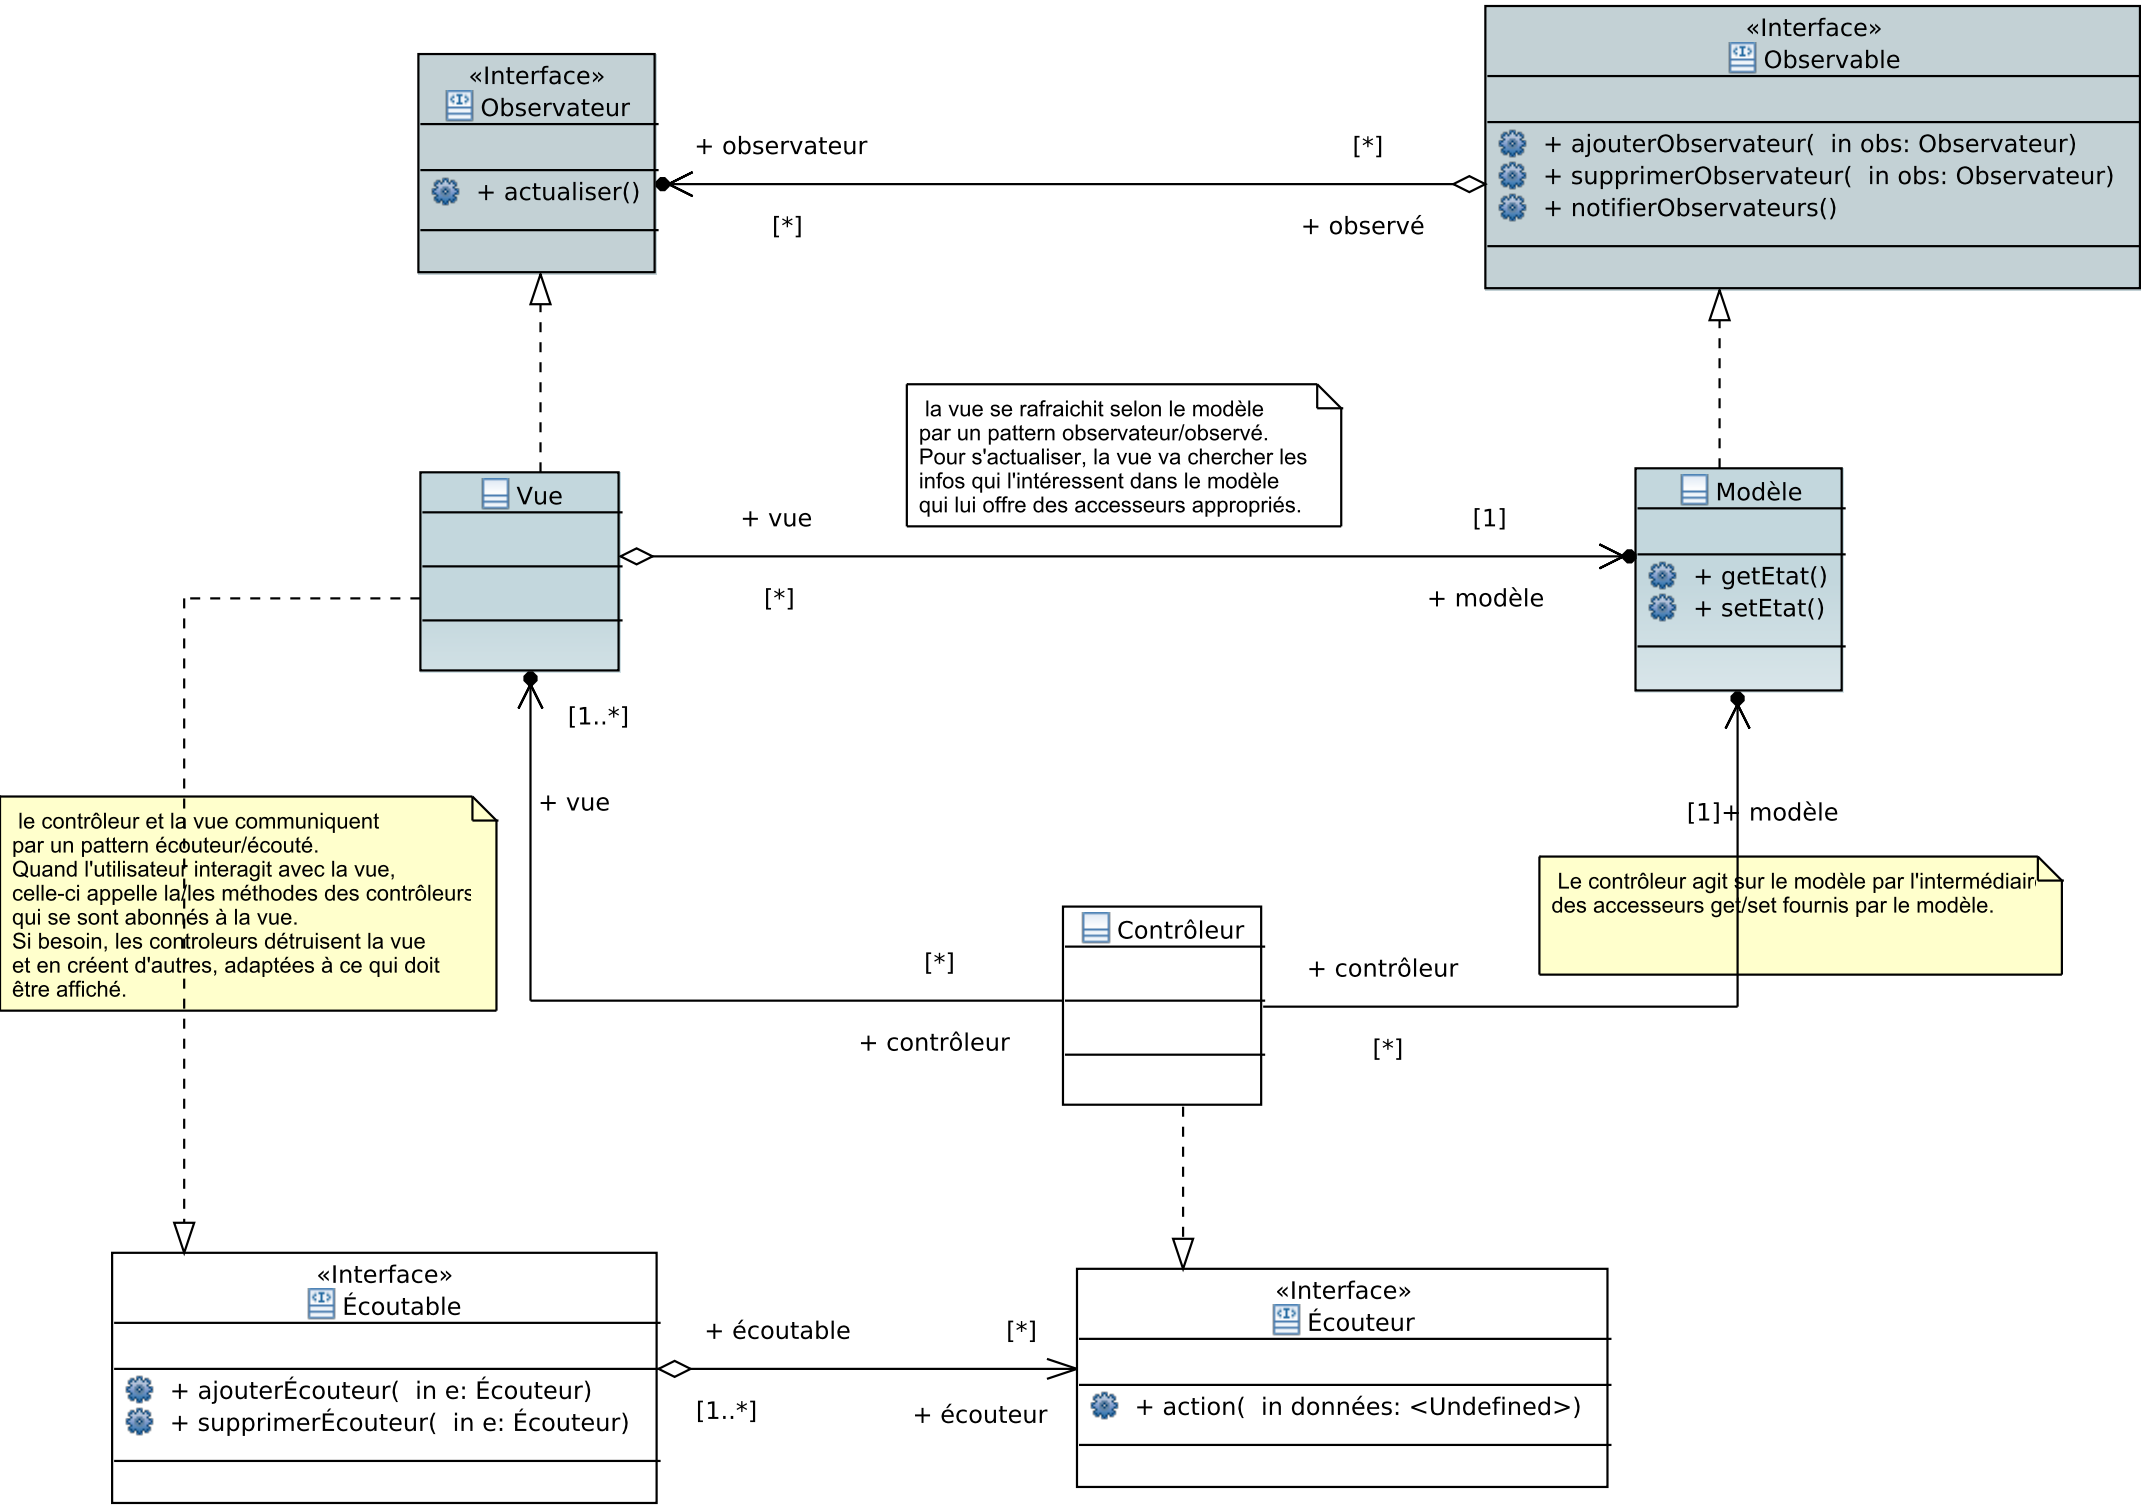 «Interface»
Observateur
+ actualiser()
+ observateur
[*]
[*]
+ observé
«Interface»
Observable
+ ajouterObservateur(  in obs: Observateur)
+ supprimerObservateur(  in obs: Observateur)
+ notifierObservateurs()
la vue se rafraichit selon le modèle
par un pattern observateur/observé.
Pour s'actualiser, la vue va chercher les
infos qui l'intéressent dans le modèle
qui lui offre des accesseurs appropriés.
Vue
+ vue
[*]
[1]
+ modèle
Modèle
+ getEtat()
+ setEtat()
[1..*]
+ vue
le contrôleur et la vue communiquent
par un pattern écouteur/écouté.
Quand l'utilisateur interagit avec la vue,
celle-ci appelle la/les méthodes des contrôleurs
qui se sont abonnés à la vue.
Si besoin, les controleurs détruisent la vue
et en créent d'autres, adaptées à ce qui doit
être affiché.
[1]+ modèle
Le contrôleur agit sur le modèle par l'intermédiair
des accesseurs get/set fournis par le modèle.
Contrôleur
[*]
+ contrôleur
+ contrôleur
[*]
«Interface»
Écoutable
+ ajouterÉcouteur(  in e: Écouteur)
+ supprimerÉcouteur(  in e: Écouteur)
+ écoutable
[*]
[1..*]
+ écouteur
«Interface»
Écouteur
+ action(  in données: <Undefined>)